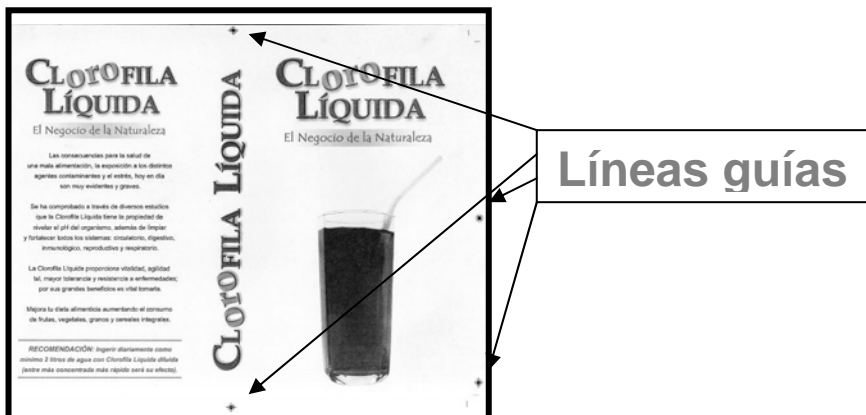 CLOROFILA
LÍQUIDA
El Negocio de la Naturaleza
Las consecuencias para la salud de
una mala alimentación, la exposición a los distintos
agentes contaminantes y el estrés, hoy en día
son muy evidentes y graves.
Se ha comprobado a través de diversos estudios
que la Clorofila Líquida tiene la propiedad de
nivelar el pH del organismo, además de limpiar
y fortalecer todos los sistemas: circulatorio, digestivo,
inmunológico, reproductivo y respiratorio.
La Clorofila Líquida proporciona vitalidad, agilidad
tal, mayor tolerancia y resistencia a enfermedades;
por sus grandes beneficios es vital tomarla.
Mejora tu dieta alimenticia aumentando el consumo
de frutas, vegetales, granos y cereales integrales.
RECOMENDACIÓN: Ingerir diariamente como
mínimo 2 litros de agua con Clorofila Líquida diluida
(entre más concentrada más rápido será su efecto).
CLOROFILA LÍQUIDA
CLOROFILA
LÍQUIDA
El Negocio de la Naturaleza
Líneas guías